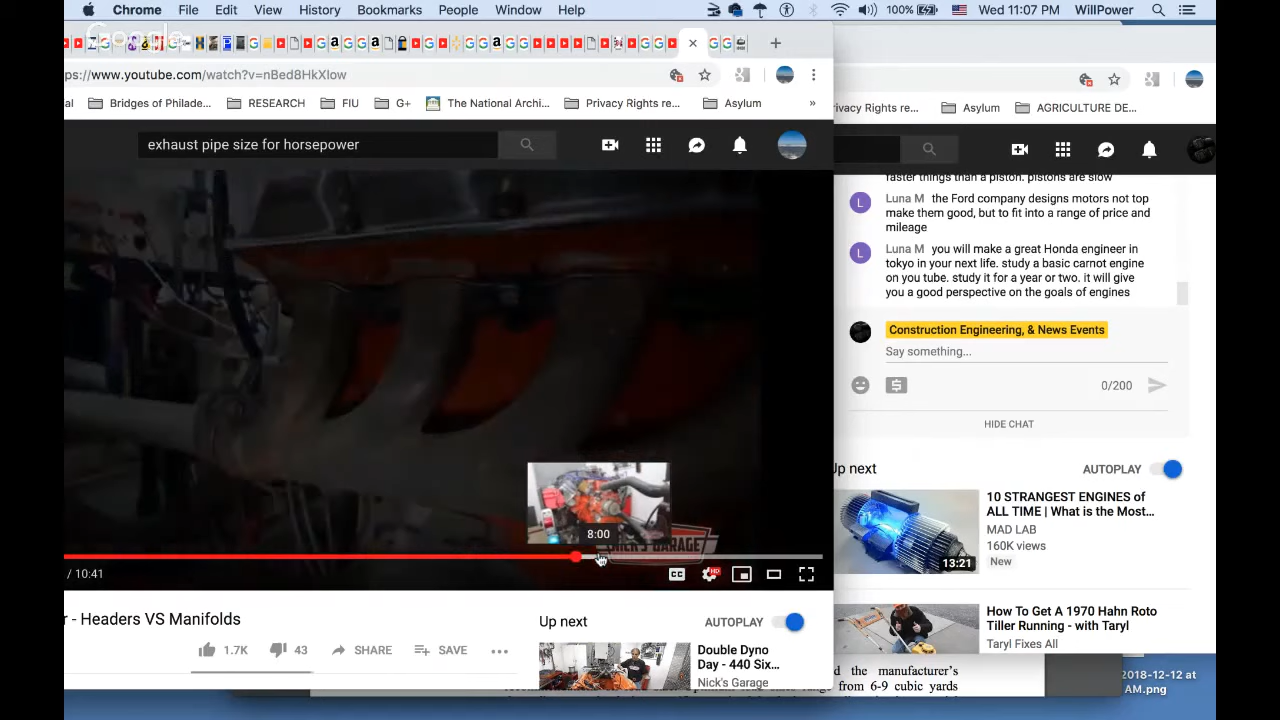 Chrome File Edit View History Bookmarks People Window Help 100% Wed 11:07 PM WillPower
ps://www.youtube.com/watch?v=nBed8HkXlow
al Bridges of Philade... RESEARCH FIU G+ The National Archi... Privacy Rights re... Asylum »
ivacy Rights re... Asylum AGRICULTURE DE...
exhaust pipe size for horsepower
8:00
/ 10:41
CC
HD
r - Headers VS Manifolds
1.7K 43 SHARE SAVE
Up next AUTOPLAY
Double Dyno
Day - 440 Six...
Nick's Garage
faster things than a piston. pistons are slow
L Luna M the Ford company designs motors not top
make them good, but to fit into a range of price and
mileage
L Luna M you will make a great Honda engineer in
tokyo in your next life. study a basic carnot engine
on you tube. study it for a year or two. it will give
you a good perspective on the goals of engines
Construction Engineering, & News Events
Say something...
0/200
HIDE CHAT
Up next AUTOPLAY
10 STRANGEST ENGINES of
ALL TIME | What is the Most...
MAD LAB
160K views
New
13:21
How To Get A 1970 Hahn Roto
Tiller Running - with Taryl
Taryl Fixes All
d the manufacturer's
from 6-9 cubic yards
2018-12-12 at
AM.png